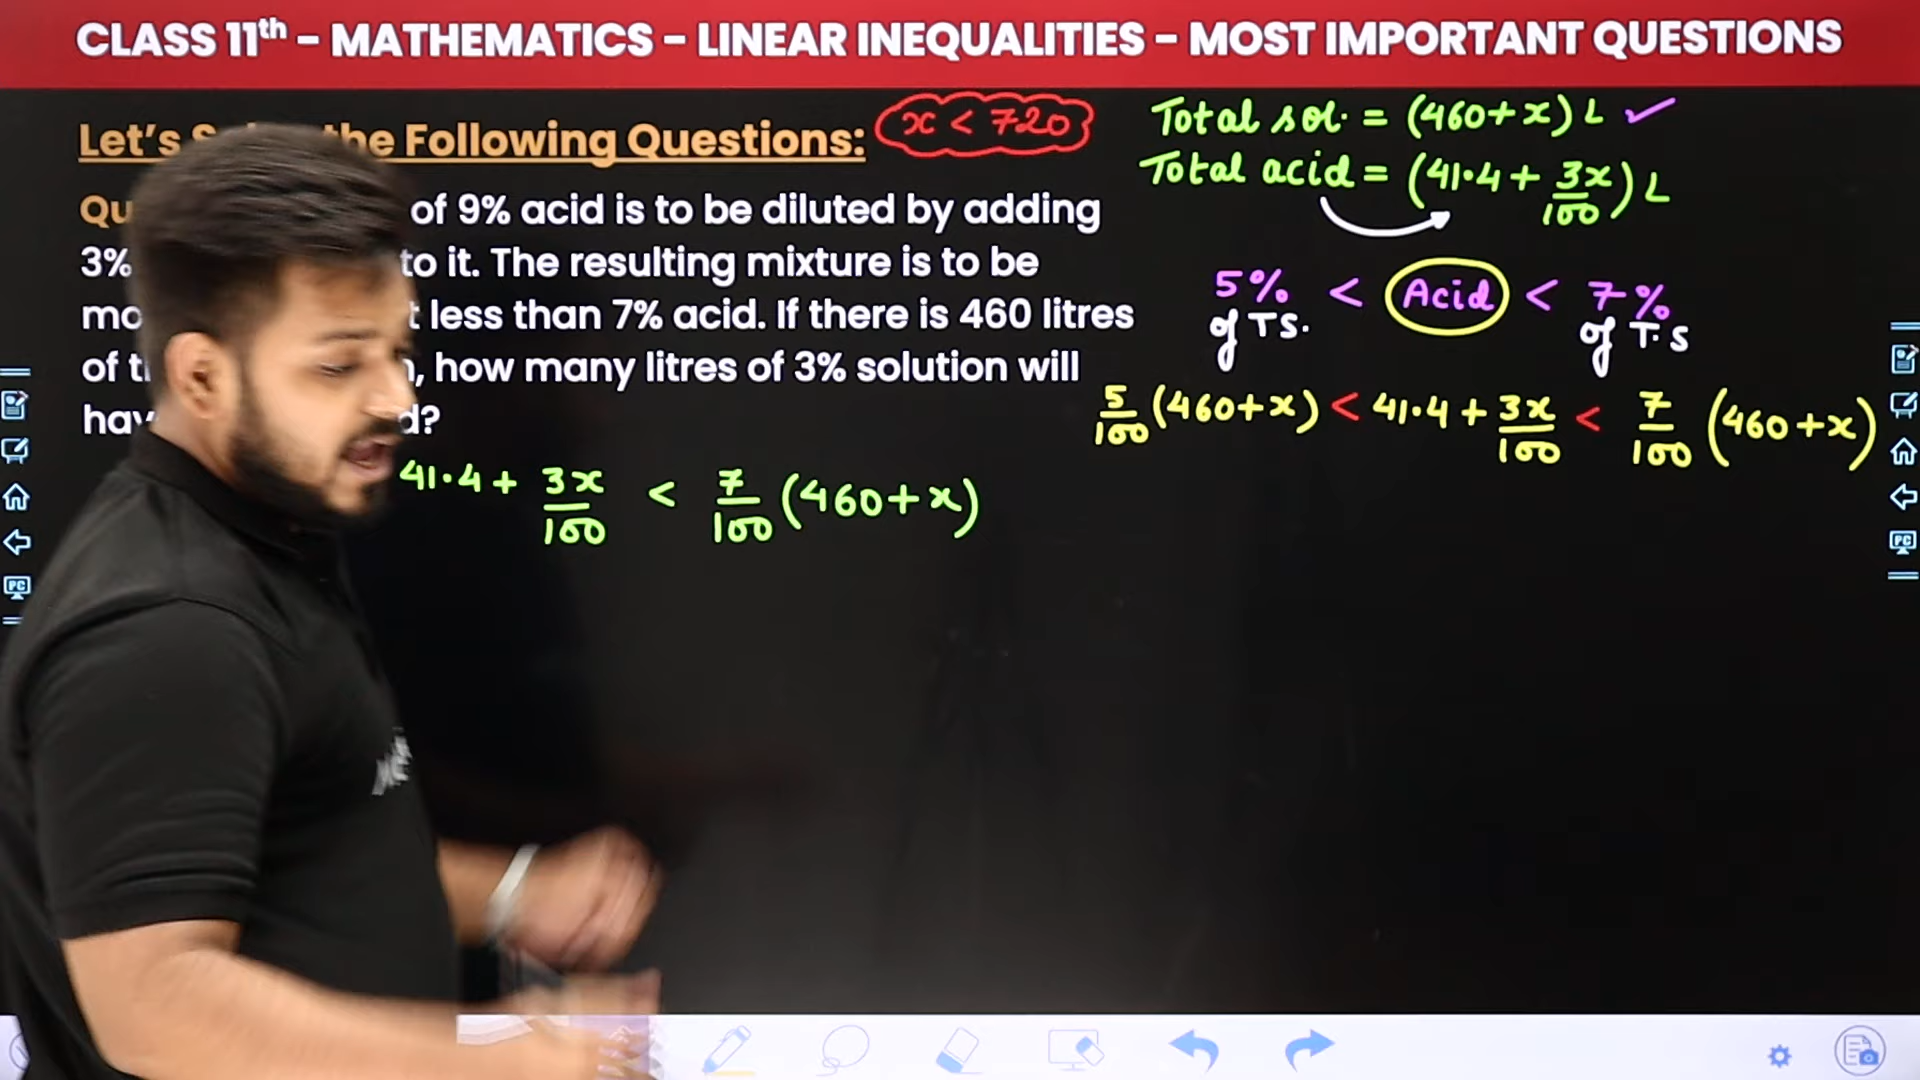 CLASS 11th - MATHEMATICS - LINEAR INEQUALITIES - MOST IMPORTANT QUESTIONS
Let's the Following Questions:
x < 720
of 9% acid is to be diluted by adding
3% to it. The resulting mixture is to be
less than 7% acid. If there is 460 litres
of how many litres of 3% solution will
41.4 + 3x/100 < 7/100 (460+x)
Total sol. = (460+x) L ✓
Total acid = (41.4 + 3x/100) L
5% < Acid < 7%
of T.S. of T.S
5/100 (460+x) < 41.4 + 3x/100 < 7/100 (460+x)
PC
PC